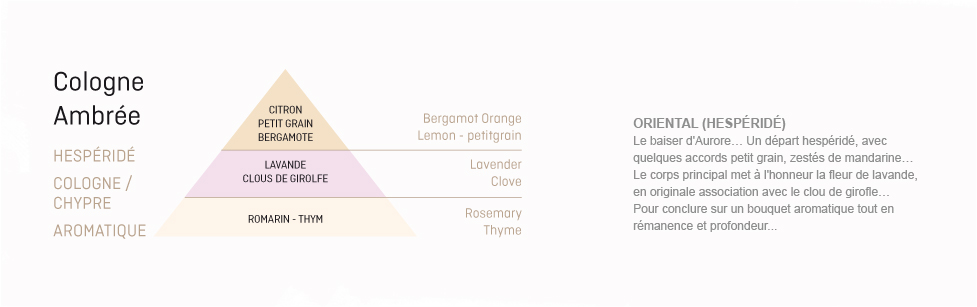 Cologne
Ambrée
HESPÉRIDÉ
COLOGNE /
CHYPRE
AROMATIQUE
CITRON
PETIT GRAIN
BERGAMOTE
LAVANDE
CLOUS DE GIROLFE
ROMARIN - THYM
Bergamot Orange
Lemon - petitgrain
Lavender
Clove
Rosemary
Thyme
ORIENTAL (HESPÉRIDÉ)
Le baiser d'Aurore… Un départ hespéridé, avec
quelques accords petit grain, zestés de mandarine…
Le corps principal met à l'honneur la fleur de lavande,
en originale association avec le clou de girofle…
Pour conclure sur un bouquet aromatique tout en
rémanence et profondeur...